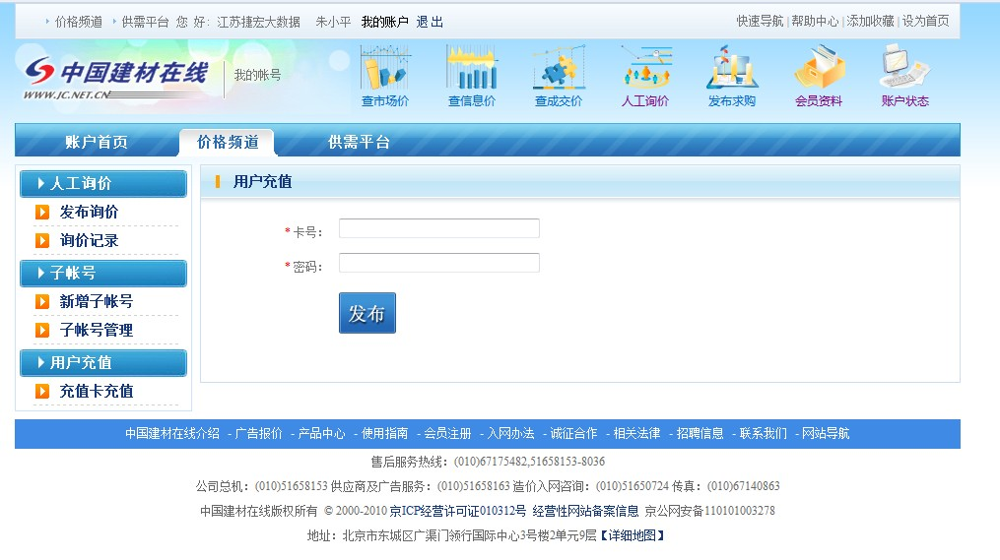 价格频道 供需平台 您 好：江苏捷宏大数据 朱小平 我的账户 退 出 快速导航 | 帮助中心 | 添加收藏 | 设为首页
中国建材在线
WWW.JC.NET.CN
我的帐号
查市场价 查信息价 查成交价 人工询价 发布求购 会员资料 账户状态
账户首页 价格频道 供需平台
人工询价
发布询价
询价记录
子帐号
新增子帐号
子帐号管理
用户充值
充值卡充值
用户充值
*卡号：
*密码：
发布
中国建材在线介绍 - 广告报价 - 产品中心 - 使用指南 - 会员注册 - 入网办法 - 诚征合作 - 相关法律 - 招聘信息 - 联系我们 - 网站导航
售后服务热线：(010)67175482,51658153-8036
公司总机：(010)51658153 供应商及广告服务：(010)51658163 造价入网咨询：(010)51650724 传真：(010)67140863
中国建材在线版权所有 © 2000-2010 京ICP经营许可证010312号 经营性网站备案信息 京公网安备110101003278
地址：北京市东城区广渠门领行国际中心3号楼2单元9层【详细地图】